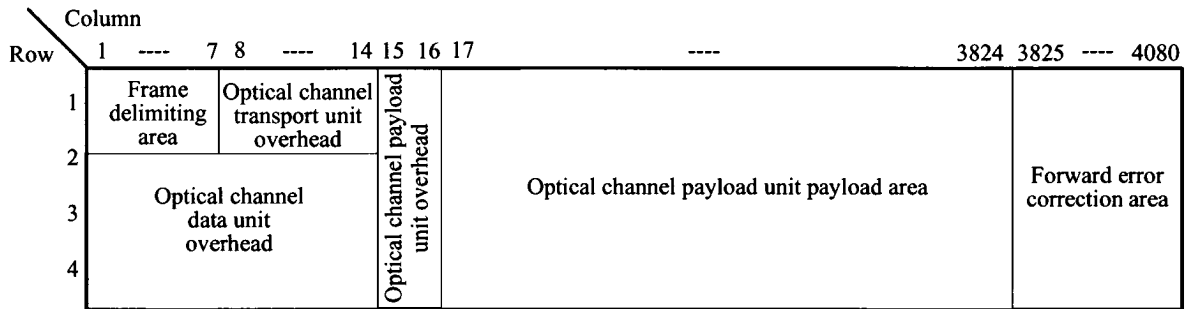 Column
Row 1 ---- 7 8 ---- 14 15 16 17 ---- 3824 3825 ---- 4080
1
2
3
4
Frame
delimiting
area
Optical channel
transport unit
overhead
Optical channel
data unit
overhead
Optical channel payload
unit overhead
Optical channel payload unit payload area
Forward error
correction area